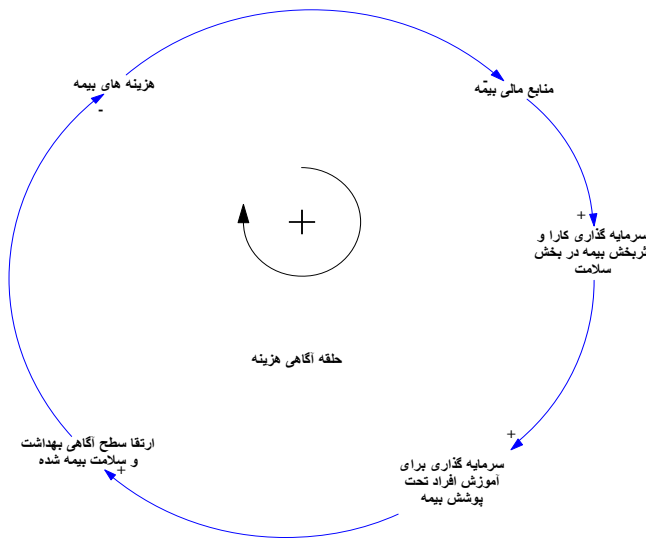 هزینه های بیمه
-
منابع مالی بیمه
-
+
سرمایه گذاری کارا و
ثربخش بیمه در بخش
سلامت
+
حلقه آگاهی هزینه
+
سرمایه گذاری برای
آموزش افراد تحت
پوشش بیمه
ارتقا سطح آگاهی بهداشت
و سلامت بیمه شده
+